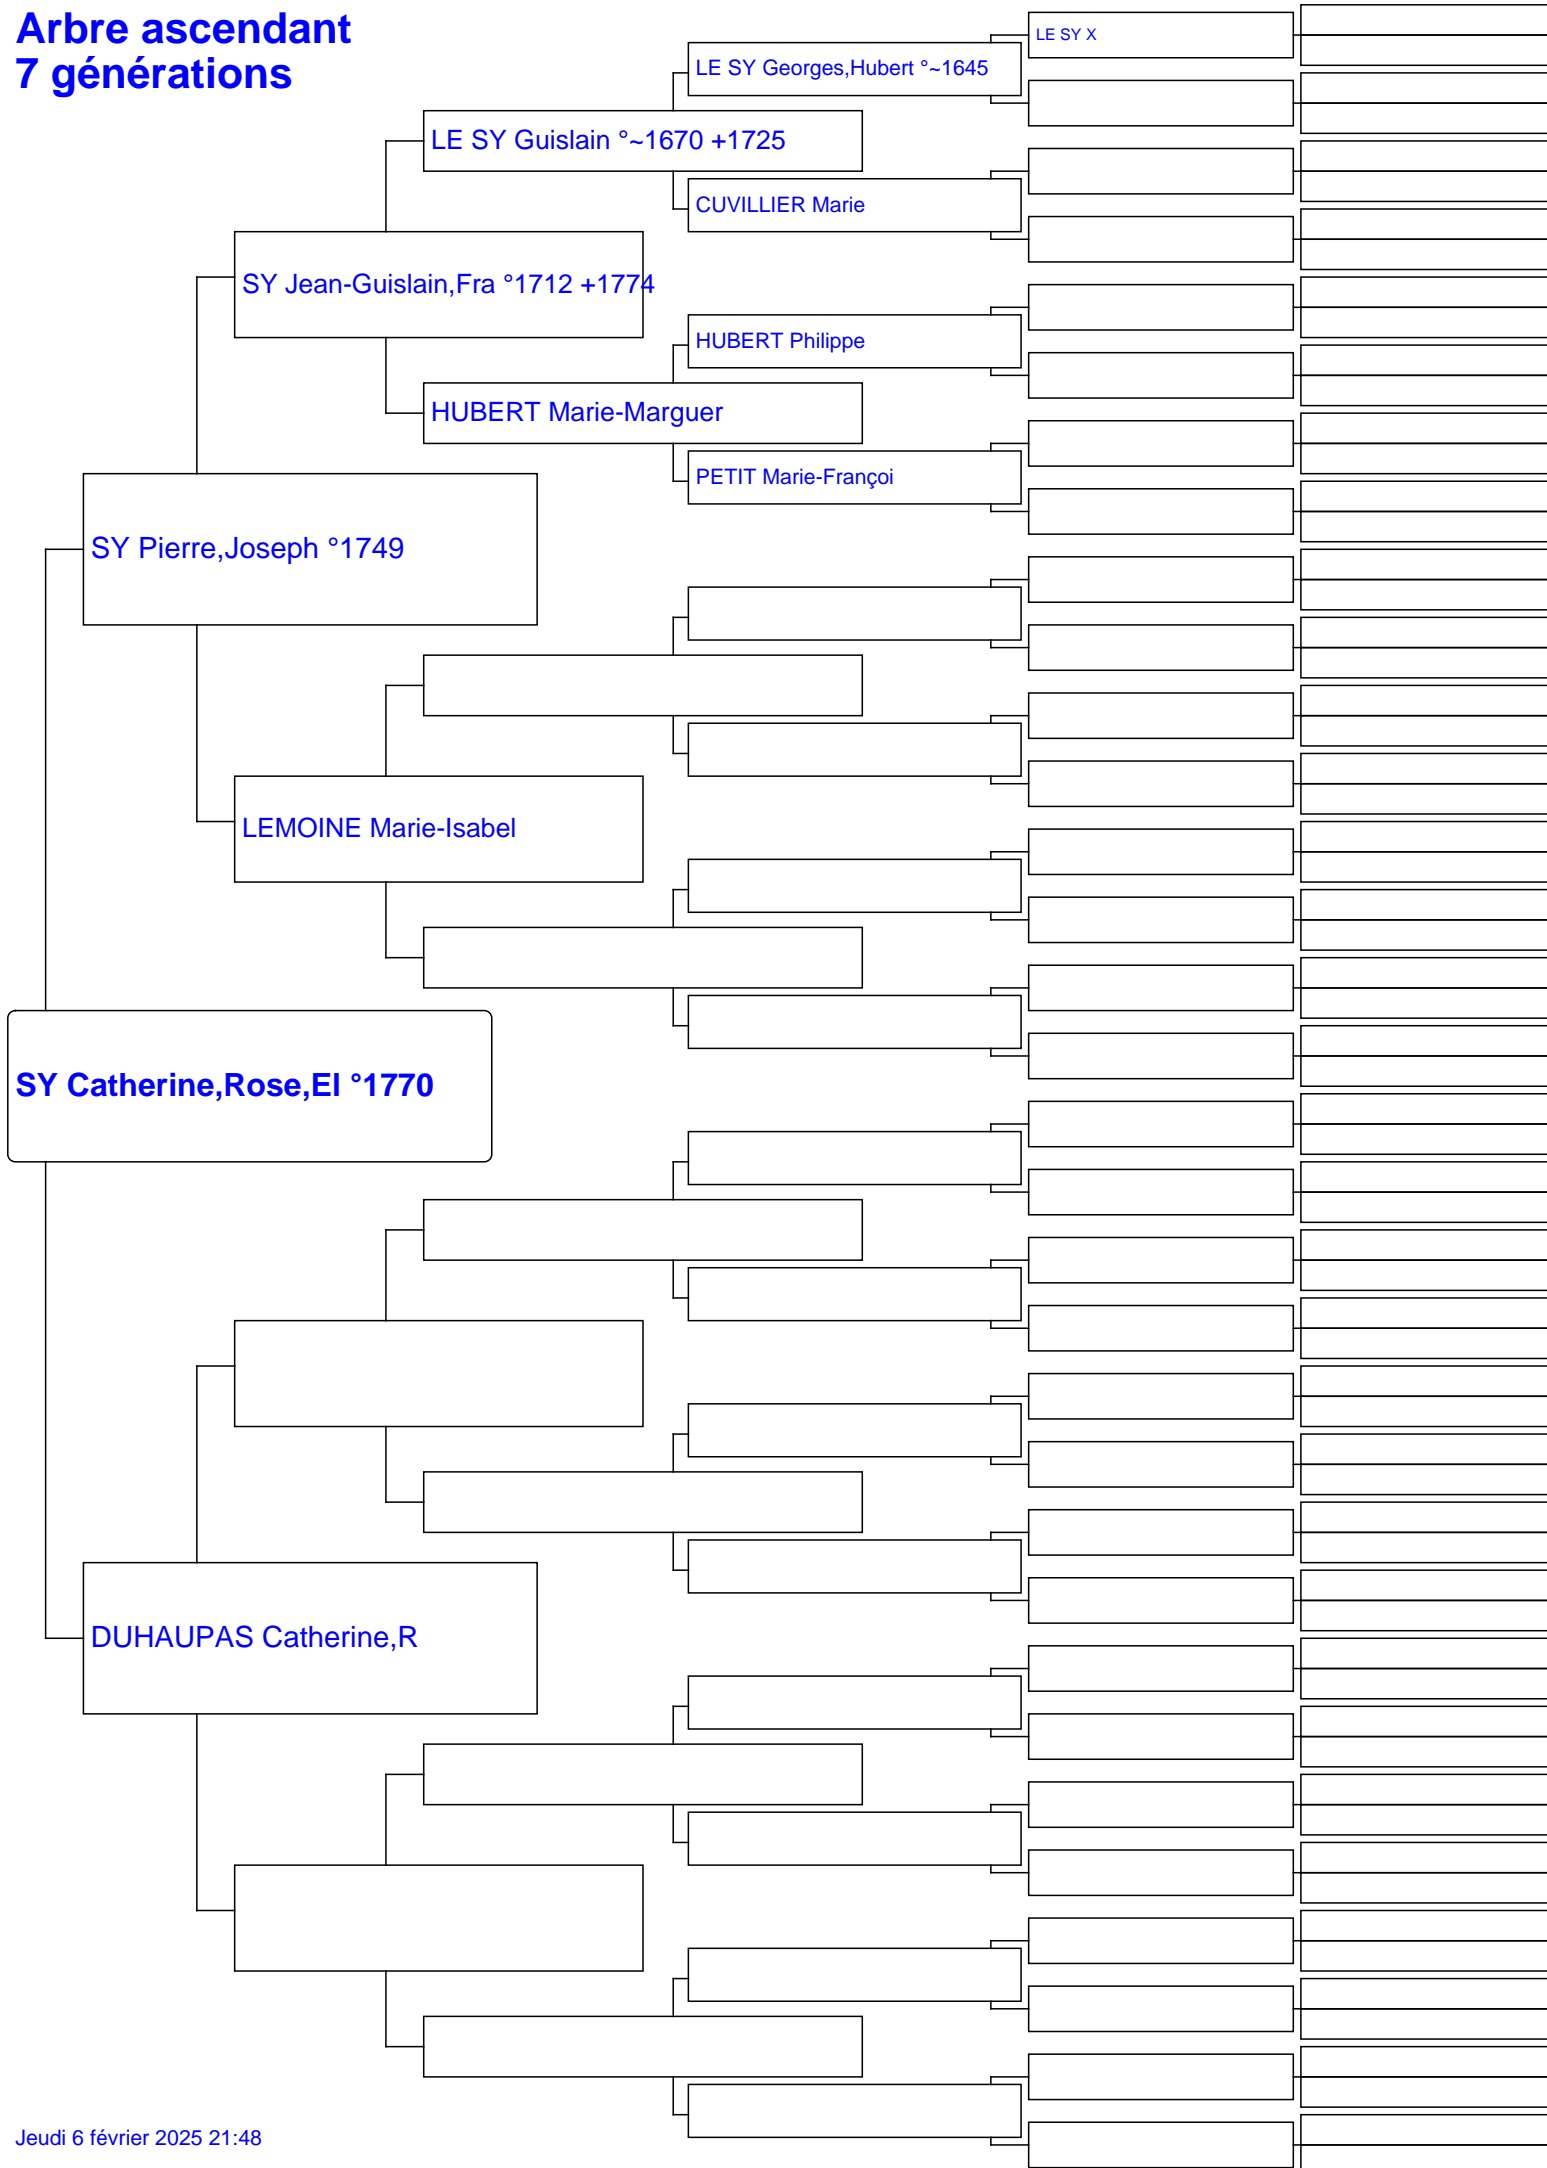 Arbre ascendant
7 générations
LE SY X
LE SY Georges,Hubert °~1645
LE SY Guislain °~1670 +1725
CUVILLIER Marie
SY Jean-Guislain,Fra °1712 +1774
HUBERT Philippe
HUBERT Marie-Marguer
PETIT Marie-Françoi
SY Pierre,Joseph °1749
LEMOINE Marie-Isabel
SY Catherine,Rose,El °1770
DUHAUPAS Catherine,R
Jeudi 6 février 2025 21:48